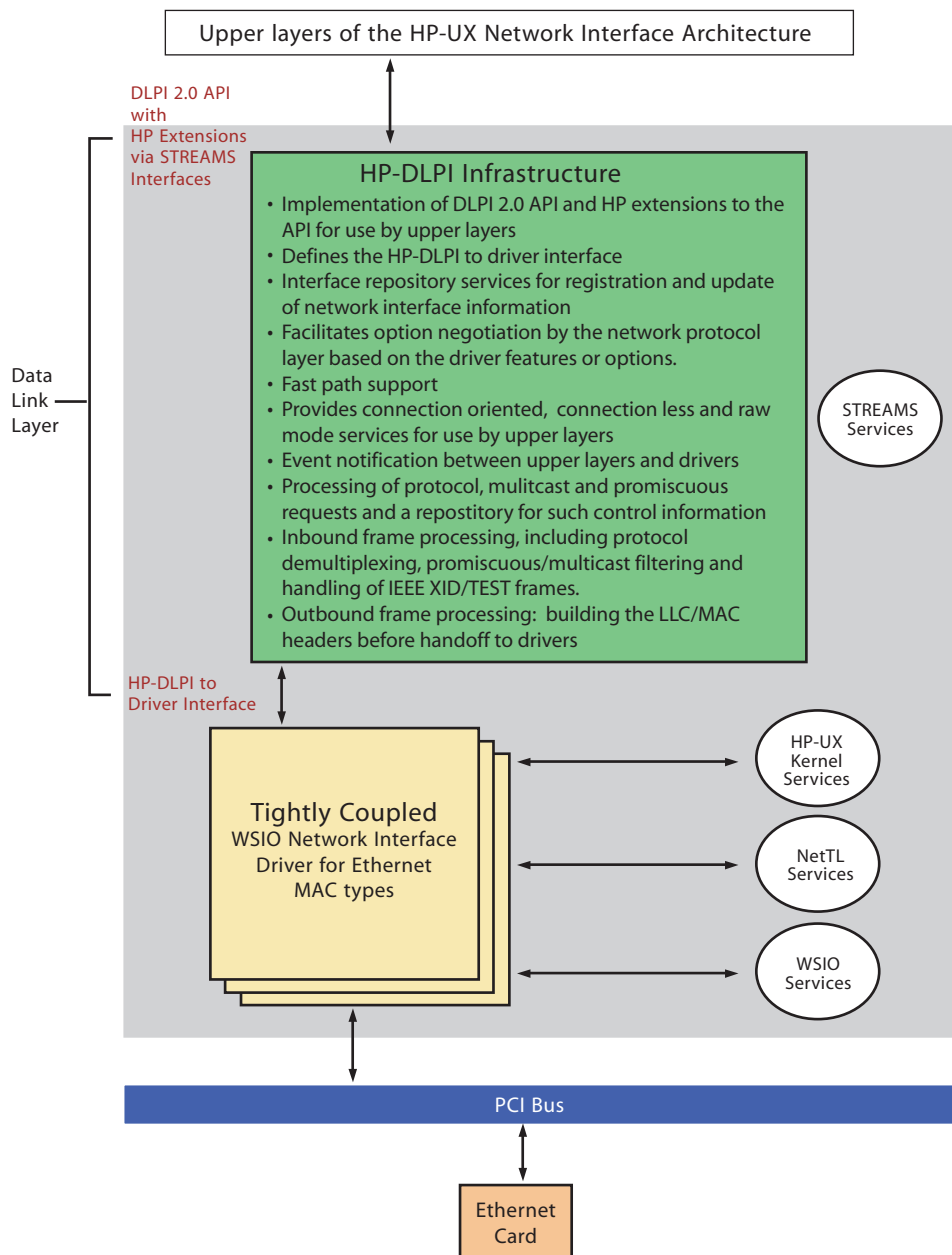 Upper layers of the HP-UX Network Interface Architecture
DLPI 2.0 API
with
HP Extensions
via STREAMS
Interfaces
HP-DLPI Infrastructure
• Implementation of DLPI 2.0 API and HP extensions to the
API for use by upper layers
• Defines the HP-DLPI to driver interface
• Interface repository services for registration and update
of network interface information
• Facilitates option negotiation by the network protocol
layer based on the driver features or options.
• Fast path support
• Provides connection oriented, connection less and raw
mode services for use by upper layers
• Event notification between upper layers and drivers
• Processing of protocol, mulitcast and promiscuous
requests and a repostitory for such control information
• Inbound frame processing, including protocol
demultiplexing, promiscuous/multicast filtering and
handling of IEEE XID/TEST frames.
• Outbound frame processing: building the LLC/MAC
headers before handoff to drivers
Data
Link
Layer
STREAMS
Services
HP-DLPI to
Driver Interface
Tightly Coupled
WSIO Network Interface
Driver for Ethernet
MAC types
HP-UX
Kernel
Services
NetTL
Services
WSIO
Services
PCI Bus
Ethernet
Card